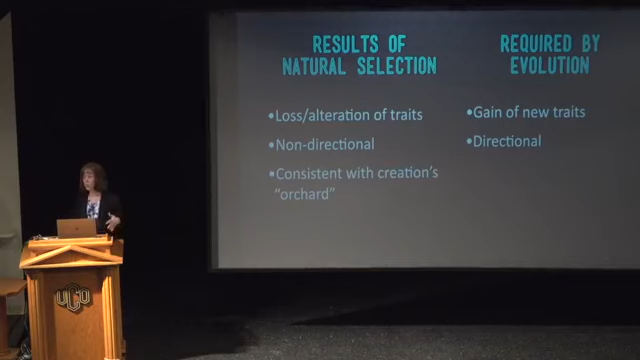 RESULTS OF
NATURAL SELECTION
•Loss/alteration of traits
•Non-directional
•Consistent with creation's
"orchard"
REQUIRED BY
EVOLUTION
•Gain of new traits
•Directional
UCO